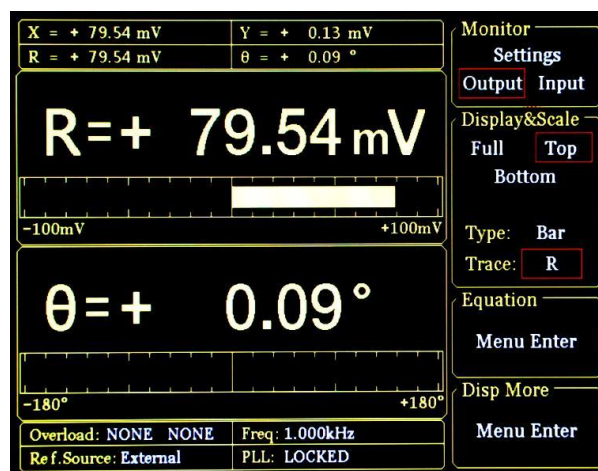 X = + 79.54 mV
Y = + 0.13 mV
R = + 79.54 mV
θ = + 0.09 °
R=+ 79.54 mV
-100mV
+100mV
θ=+ 0.09°
-180°
+180°
Overload: NONE NONE
Freq: 1.000kHz
Ref.Source: External
PLL: LOCKED
Monitor
Settings
Output Input
Display&Scale
Full Top
Bottom
Type: Bar
Trace: R
Equation
Menu Enter
Disp More
Menu Enter